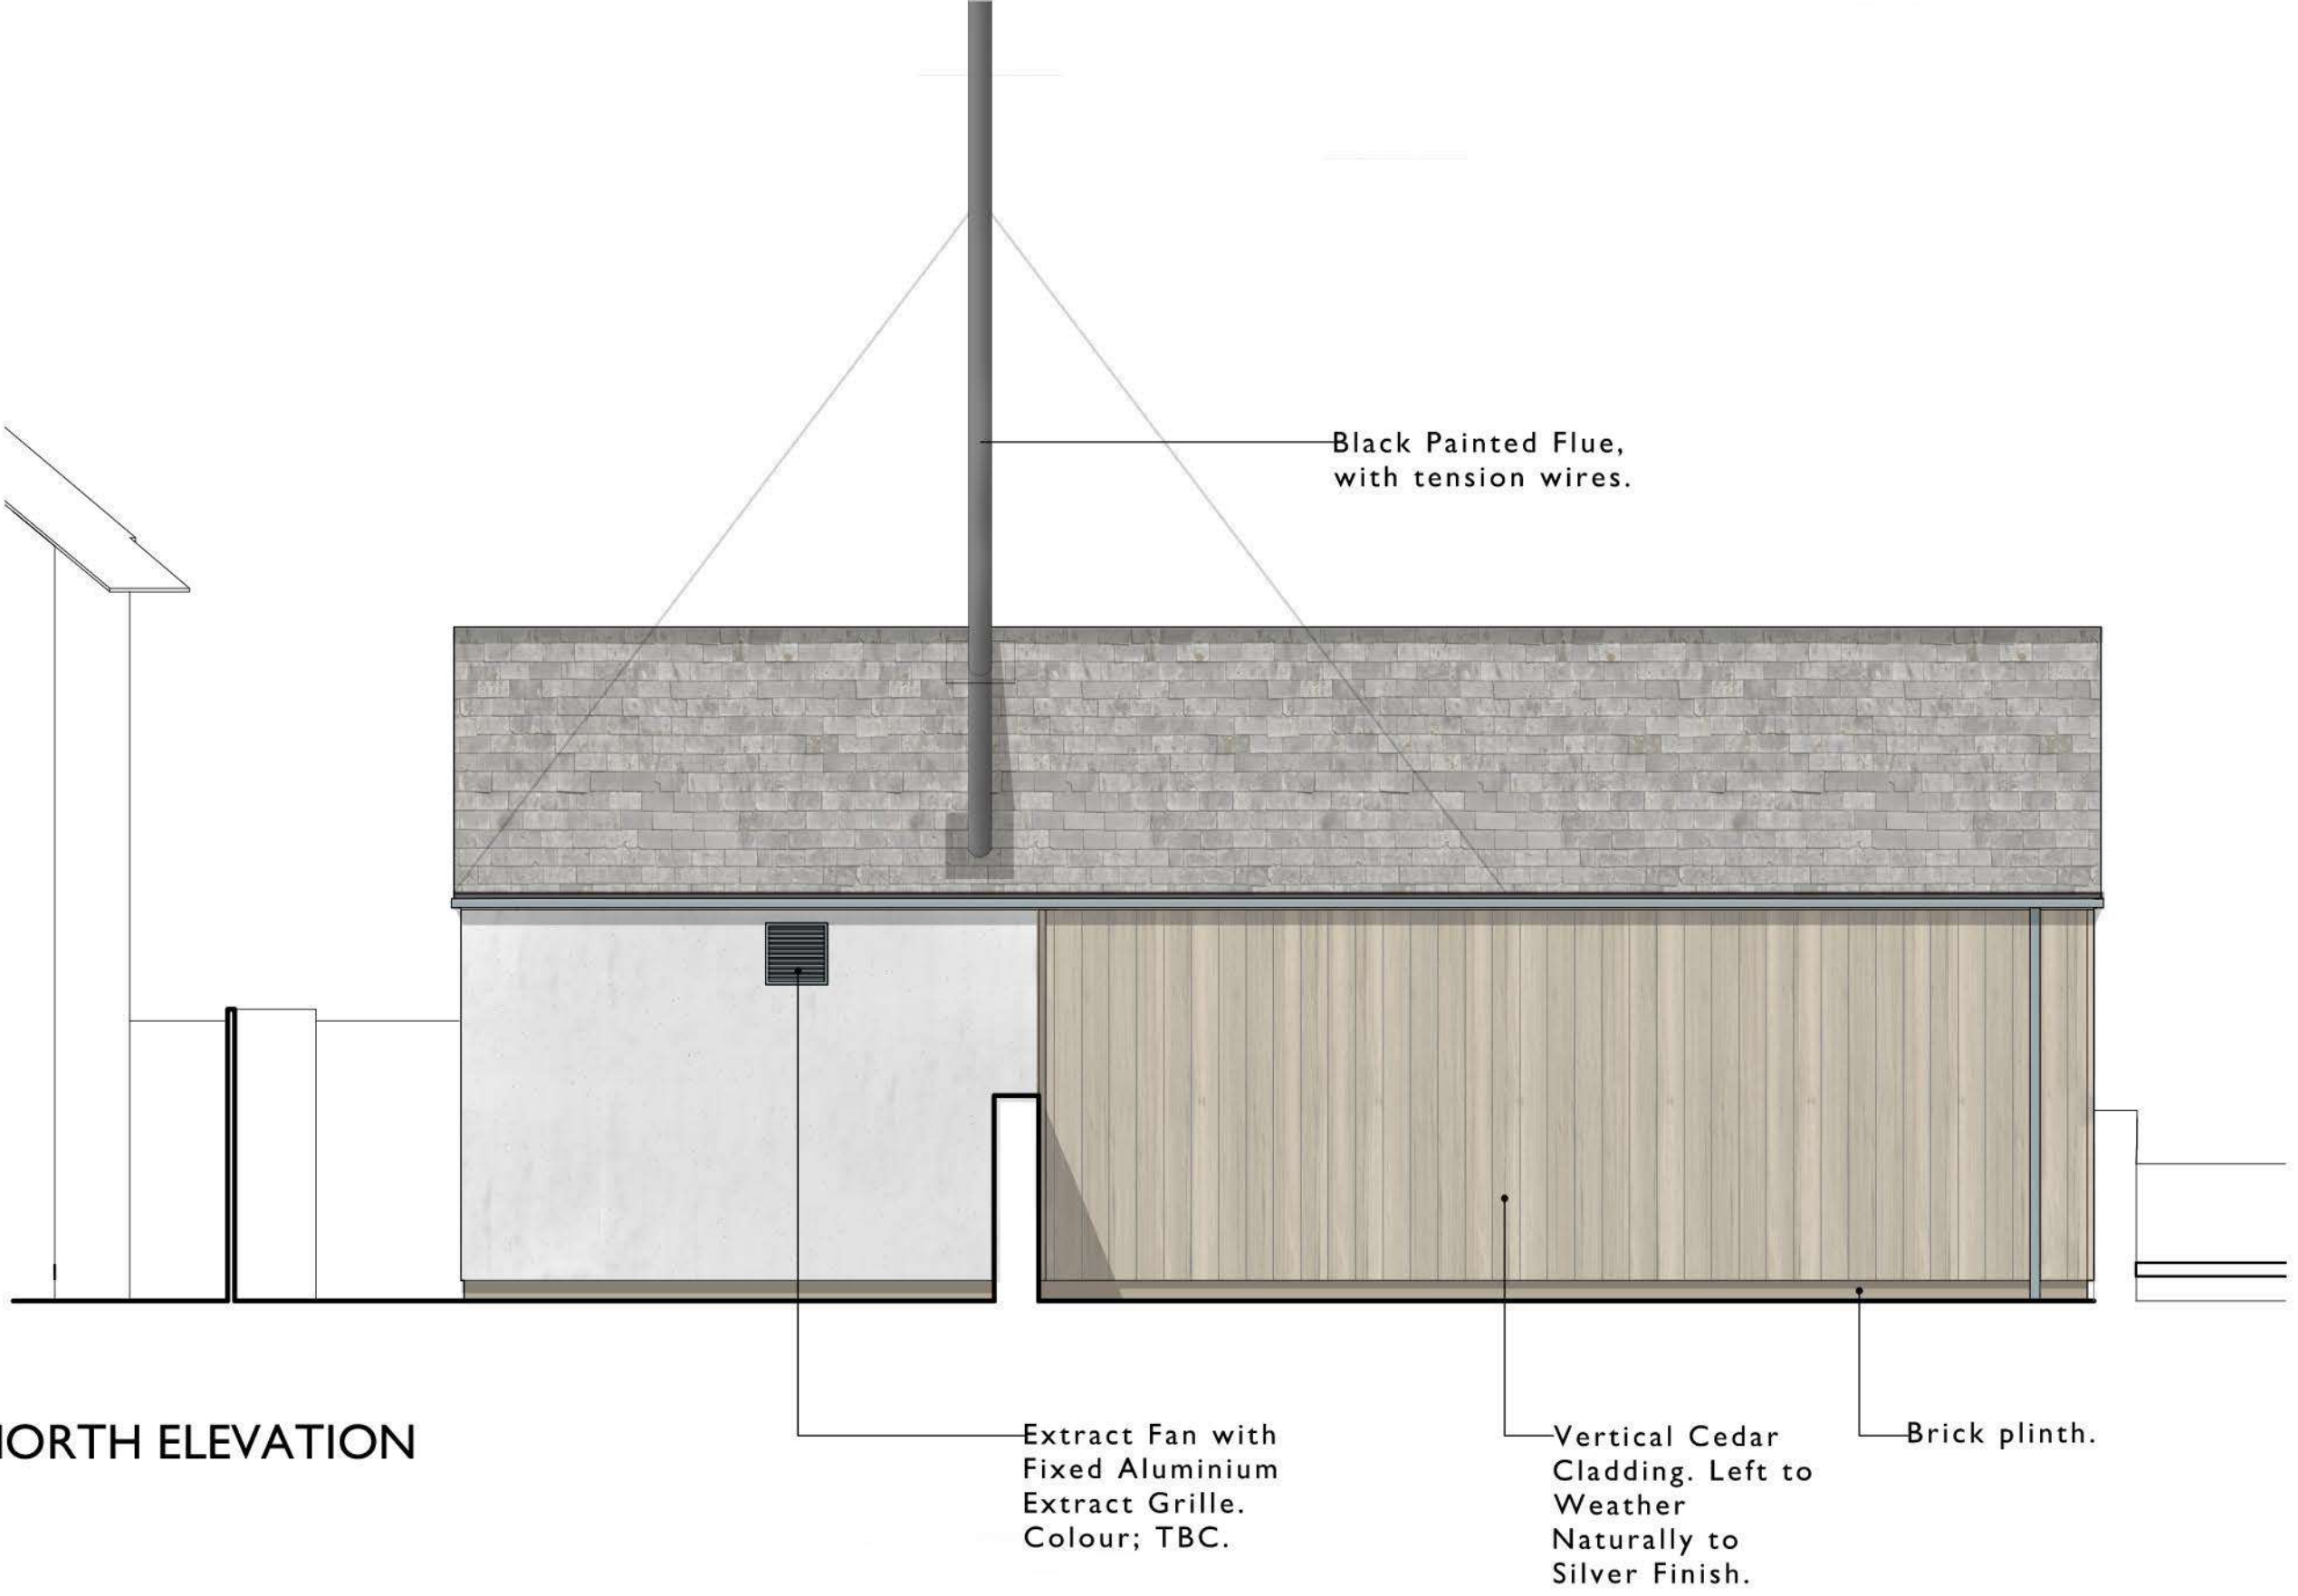 Black Painted Flue,
with tension wires.
ORTH ELEVATION
Extract Fan with
Fixed Aluminium
Extract Grille.
Colour; TBC.
Vertical Cedar
Cladding. Left to
Weather
Naturally to
Silver Finish.
Brick plinth.